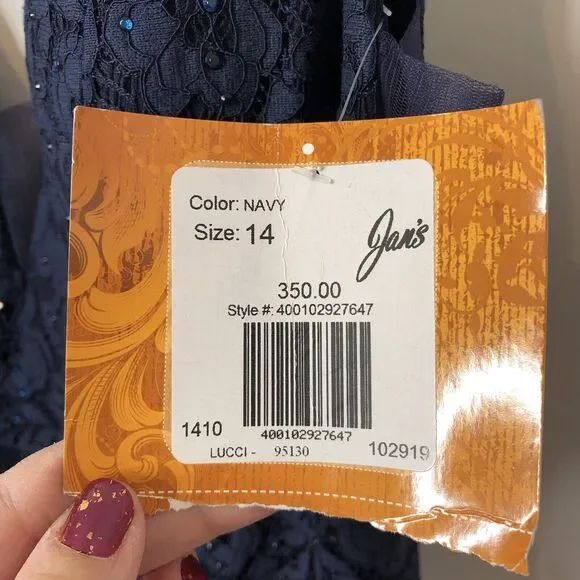 Color: NAVY
Size: 14
Jan's
350.00
Style #: 400102927647
1410
400102927647
LUCCI - 95130
102919